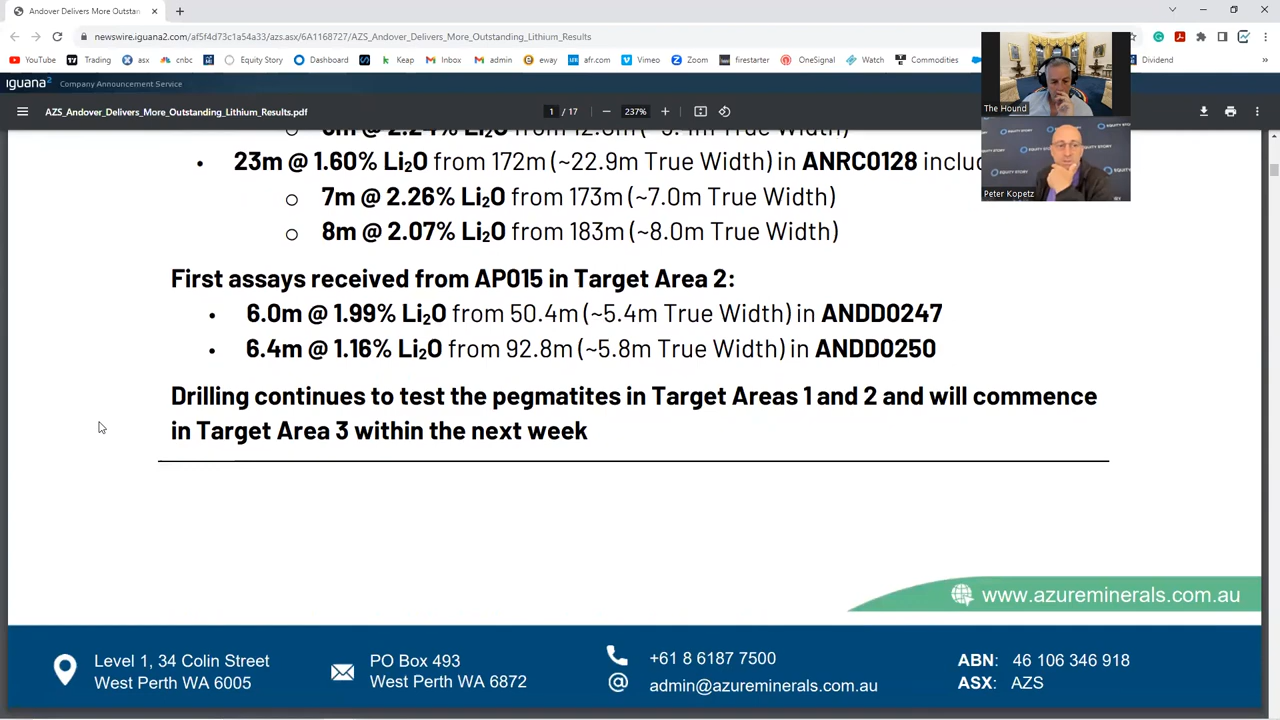 Andover Delivers More Outstan
newswire.iguana2.com/af5f4d73c1a54a33/azs.asx/6A1168727/AZS_Andover_Delivers_More_Outstanding_Lithium_Results
YouTube Trading asx cnbc Equity Story Dashboard Keap Inbox admin eway afr.com Vimeo Zoom firestarter OneSignal Watch Commodities Dividend »
iguana² Company Announcement Service
AZS_Andover_Delivers_More_Outstanding_Lithium_Results.pdf 1 / 17 237%
The Hound
• 23m @ 1.60% Li₂O from 172m (~22.9m True Width) in ANRC0128
○ 7m @ 2.26% Li₂O from 173m (~7.0m True Width)
Peter Kopetz
○ 8m @ 2.07% Li₂O from 183m (~8.0m True Width)
First assays received from AP015 in Target Area 2:
• 6.0m @ 1.99% Li₂O from 50.4m (~5.4m True Width) in ANDD0247
• 6.4m @ 1.16% Li₂O from 92.8m (~5.8m True Width) in ANDD0250
Drilling continues to test the pegmatites in Target Areas 1 and 2 and will commence
in Target Area 3 within the next week
www.azureminerals.com.au
Level 1, 34 Colin Street
West Perth WA 6005
PO Box 493
West Perth WA 6872
+61 8 6187 7500
admin@azureminerals.com.au
ABN: 46 106 346 918
ASX: AZS